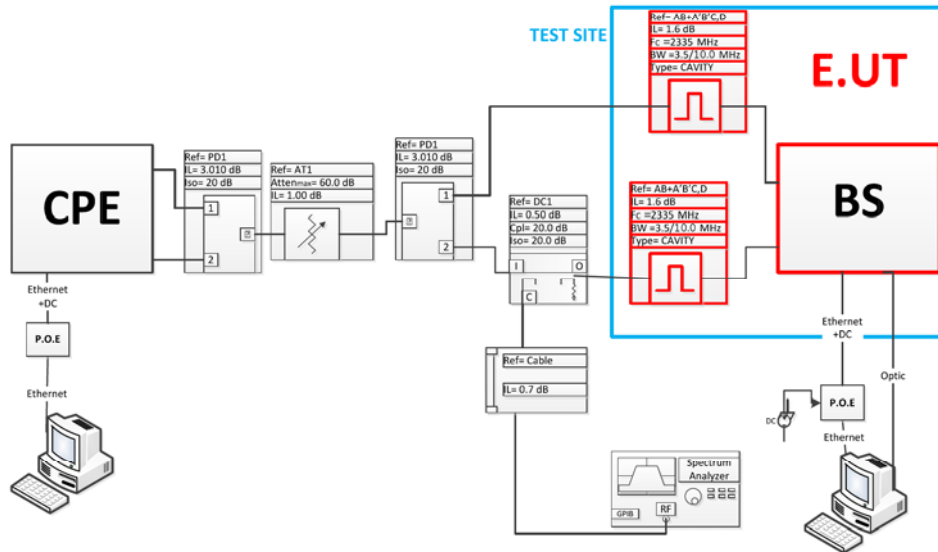 TEST SITE
Ref= AB+A'B'C,D
IL= 1.6 dB
Fc =2335 MHz
BW =3.5/10.0 MHz
Type= CAVITY
E.UT
CPE
Ref= PD1
IL= 3.010 dB
Iso= 20 dB
1
2
Ref= AT1
Attenmax= 60.0 dB
IL= 1.00 dB
Ref= PD1
IL= 3.010 dB
Iso= 20 dB
1
2
Ref= DC1
IL= 0.50 dB
Cpl= 20.0 dB
Iso= 20.0 dB
I
O
C
Ref= AB+A'B'C,D
IL= 1.6 dB
Fc =2335 MHz
BW =3.5/10.0 MHz
Type= CAVITY
BS
Ethernet
+DC
P.O.E
Ethernet
Ref= Cable
IL= 0.7 dB
Ethernet
+DC
Optic
DC
P.O.E
Ethernet
Spectrum
Analyzer
GPIB
RF